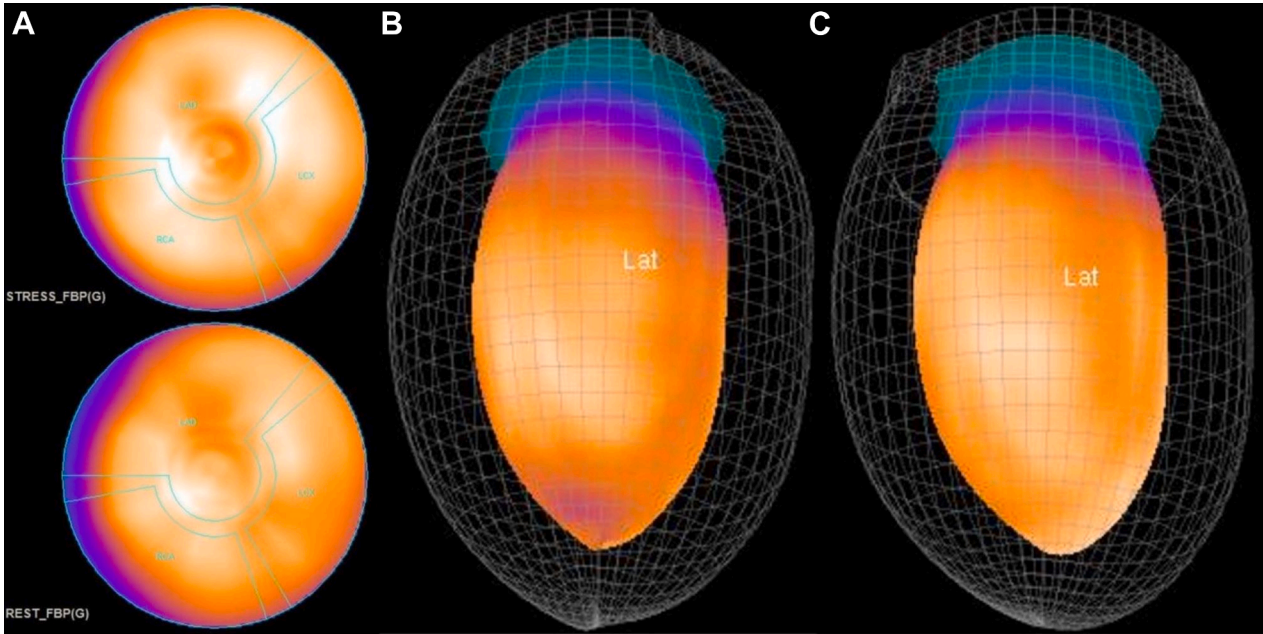 A
B
C
LAD
LCX
RCA
STRESS_FBP(G)
LAD
LCX
RCA
REST_FBP(G)
Lat
Lat